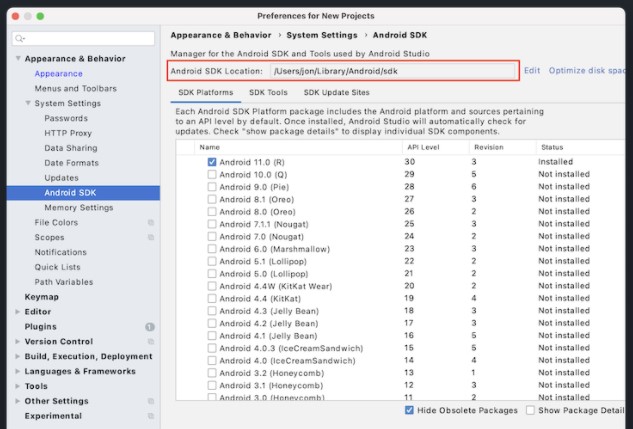 Preferences for New Projects
Appearance & Behavior
Appearance
Menus and Toolbars
System Settings
Passwords
HTTP Proxy
Data Sharing
Date Formats
Updates
Android SDK
Memory Settings
File Colors
Scopes
Notifications
Quick Lists
Path Variables
Keymap
Editor
Plugins 1
Version Control
Build, Execution, Deployment
Languages & Frameworks
Tools
Other Settings
Experimental
Appearance & Behavior › System Settings › Android SDK
Manager for the Android SDK and Tools used by Android Studio
Android SDK Location: /Users/jon/Library/Android/sdk Edit Optimize disk spac
SDK Platforms SDK Tools SDK Update Sites
Each Android SDK Platform package includes the Android platform and sources pertaining
to an API level by default. Once installed, Android Studio will automatically check for
updates. Check "show package details" to display individual SDK components.
Name API Level Revision Status
Android 11.0 (R) 30 3 Installed
Android 10.0 (Q) 29 5 Not installed
Android 9.0 (Pie) 28 6 Not installed
Android 8.1 (Oreo) 27 3 Not installed
Android 8.0 (Oreo) 26 2 Not installed
Android 7.1.1 (Nougat) 25 3 Not installed
Android 7.0 (Nougat) 24 2 Not installed
Android 6.0 (Marshmallow) 23 3 Not installed
Android 5.1 (Lollipop) 22 2 Not installed
Android 5.0 (Lollipop) 21 2 Not installed
Android 4.4W (KitKat Wear) 20 2 Not installed
Android 4.4 (KitKat) 19 4 Not installed
Android 4.3 (Jelly Bean) 18 3 Not installed
Android 4.2 (Jelly Bean) 17 3 Not installed
Android 4.1 (Jelly Bean) 16 5 Not installed
Android 4.0.3 (IceCreamSandwich) 15 5 Not installed
Android 4.0 (IceCreamSandwich) 14 4 Not installed
Android 3.2 (Honeycomb) 13 1 Not installed
Android 3.1 (Honeycomb) 12 3 Not installed
Android 3.0 (Honeycomb) 11 2 Not installed
Hide Obsolete Packages Show Package Detail